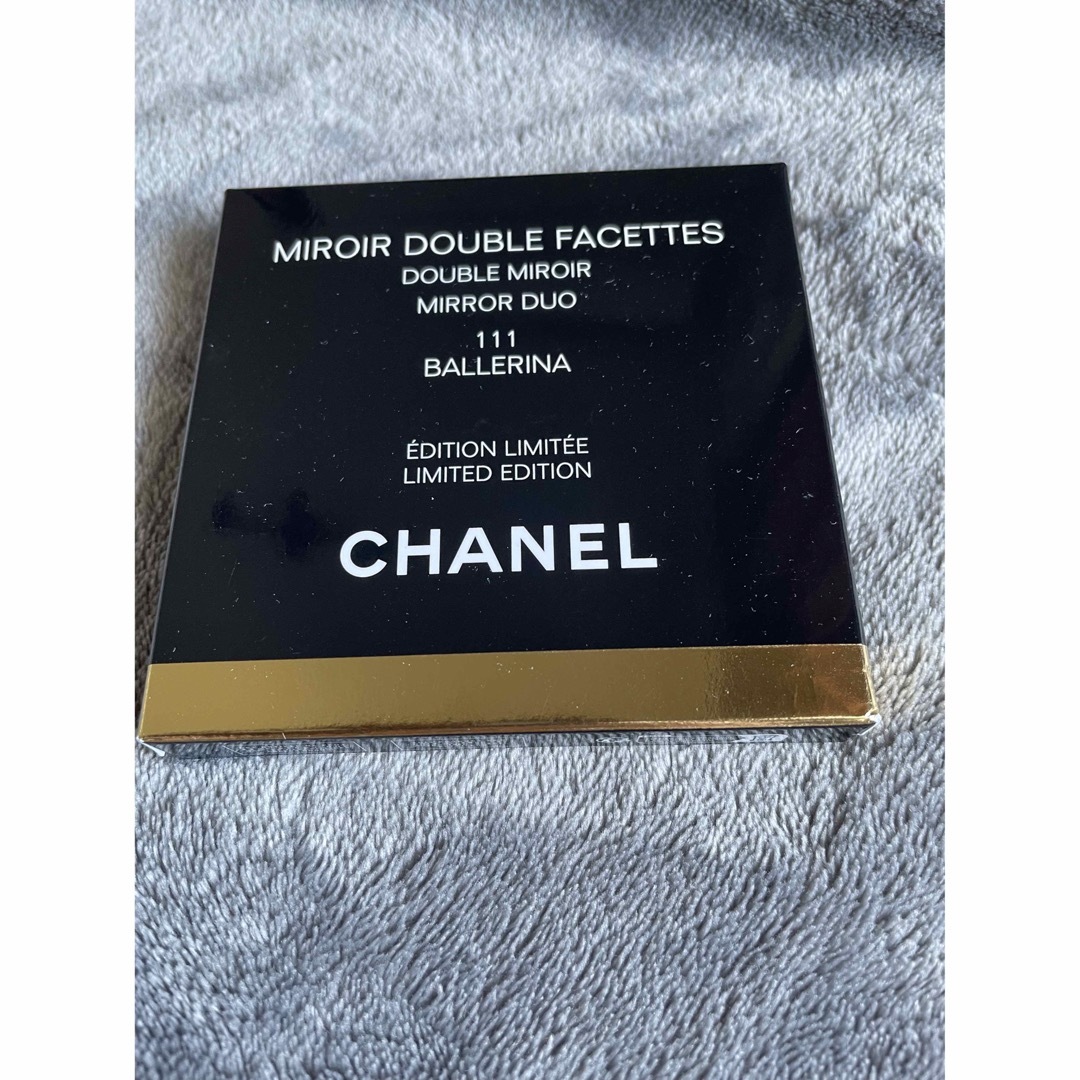 MIROIR DOUBLE FACETTES
DOUBLE MIROIR
MIRROR DUO
111
BALLERINA
ÉDITION LIMITÉE
LIMITED EDITION
CHANEL